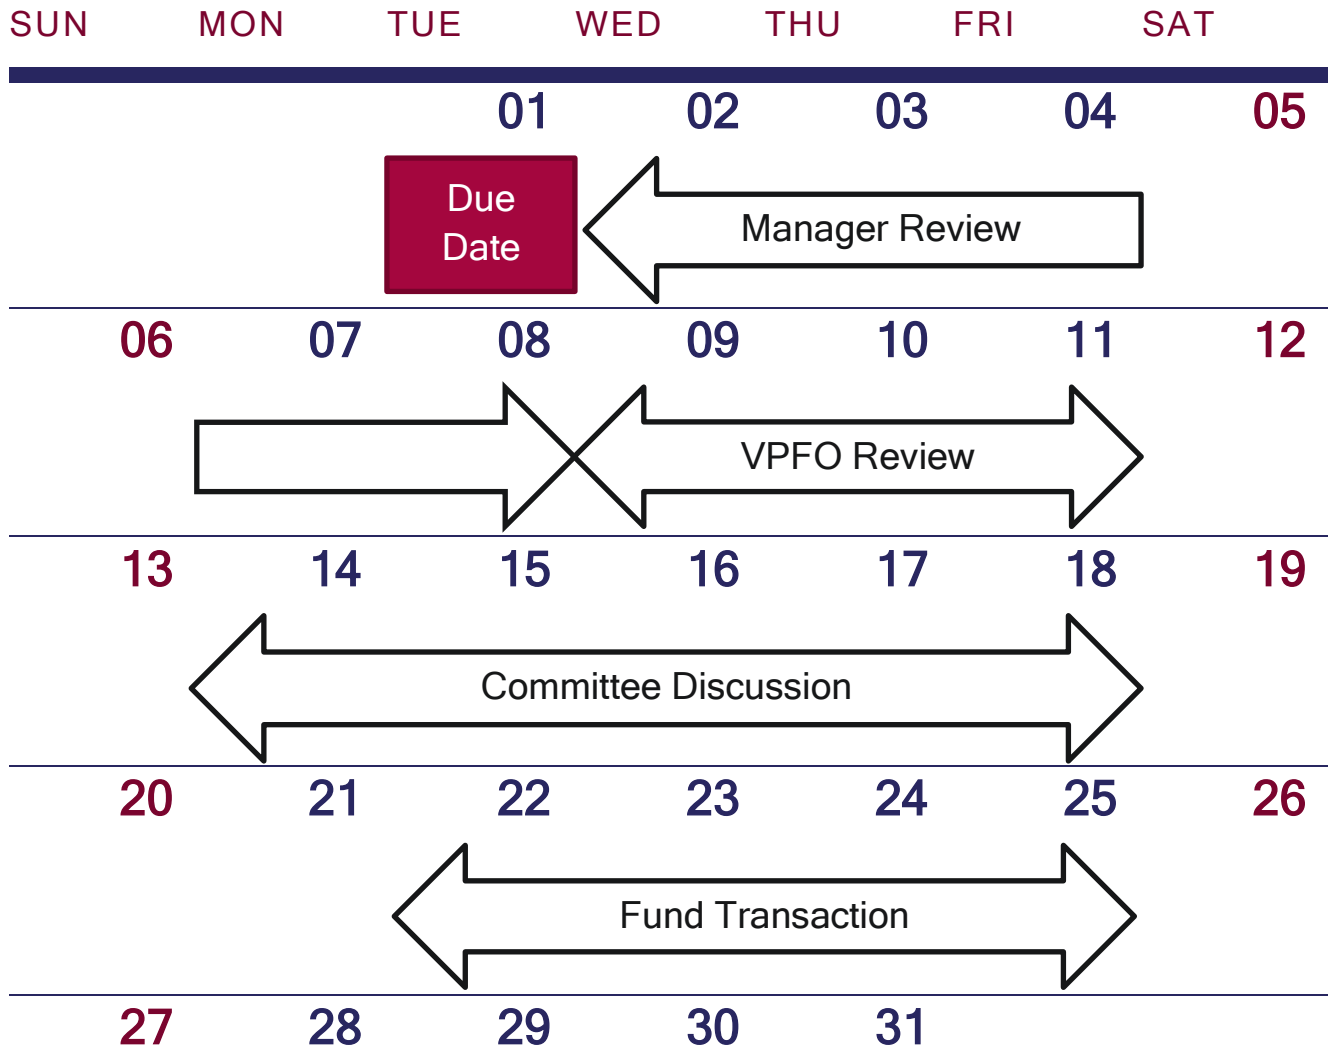 SUN MON TUE WED THU FRI SAT
01 02 03 04 05
Due
Date
Manager Review
06 07 08 09 10 11 12
VPFO Review
13 14 15 16 17 18 19
Committee Discussion
20 21 22 23 24 25 26
Fund Transaction
27 28 29 30 31